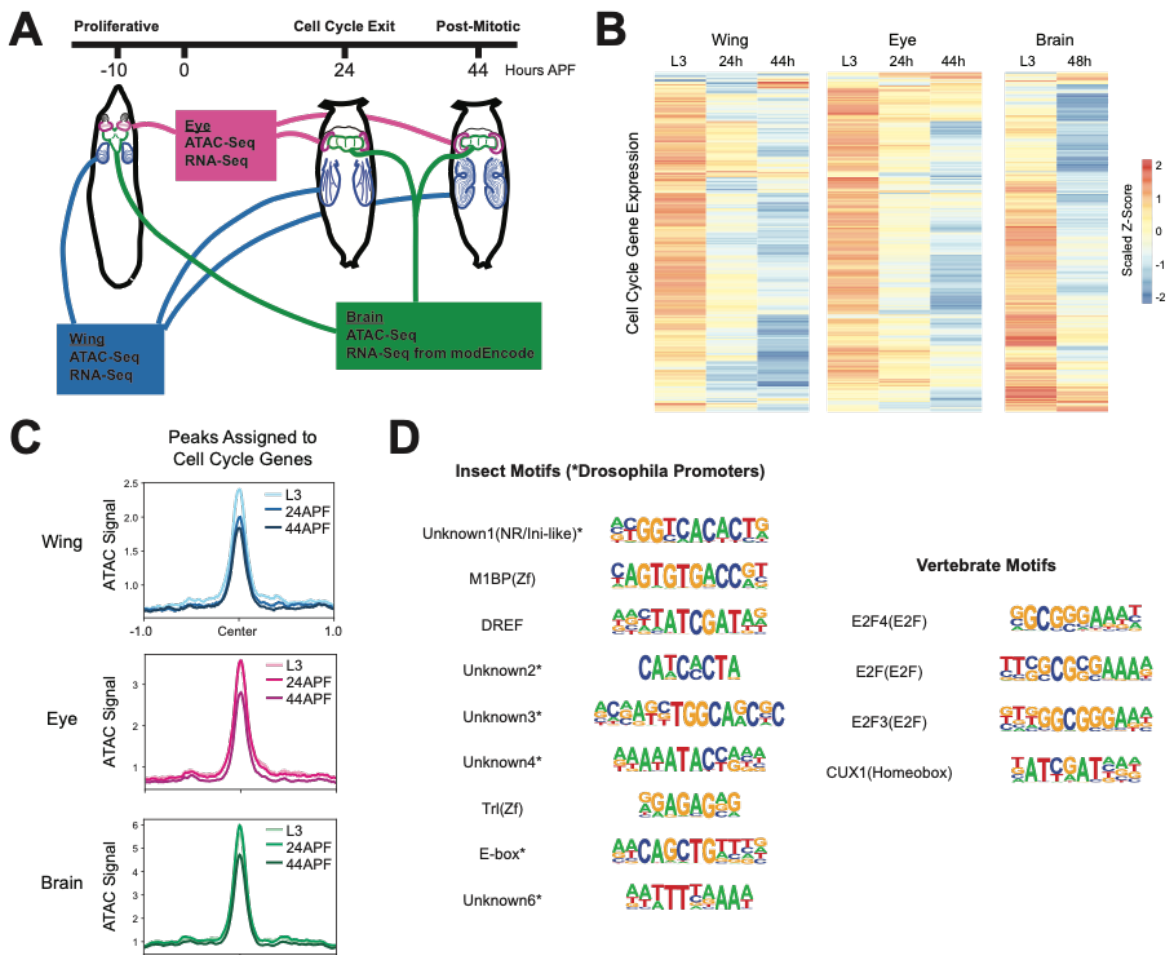 A
Proliferative Cell Cycle Exit Post-Mitotic
-10 0 24 44 Hours APF
Eye
ATAC-Seq
RNA-Seq
Wing
ATAC-Seq
RNA-Seq
Brain
ATAC-Seq
RNA-Seq from modEncode
B
Wing Eye Brain
L3 24h 44h L3 24h 44h L3 48h
Cell Cycle Gene Expression
2
1
0
-1
-2
Scaled Z-Score
C
Peaks Assigned to
Cell Cycle Genes
Wing
ATAC Signal
2.5
2.0
1.5
1.0
L3
24APF
44APF
-1.0 Center 1.0
Eye
ATAC Signal
3
2
1
L3
24APF
44APF
Brain
ATAC Signal
6
5
4
3
2
1
L3
24APF
44APF
D
Insect Motifs (*Drosophila Promoters)
Unknown1(NR/Ini-like)*
M1BP(Zf)
DREF
Unknown2*
Unknown3*
Unknown4*
Trl(Zf)
E-box*
Unknown6*
Vertebrate Motifs
E2F4(E2F)
E2F(E2F)
E2F3(E2F)
CUX1(Homeobox)